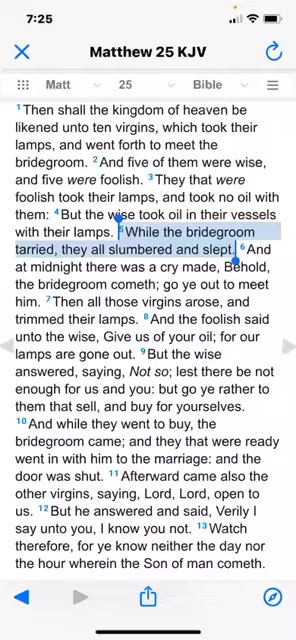 7:25
Matthew 25 KJV
Matt 25 Bible
1 Then shall the kingdom of heaven be
likened unto ten virgins, which took their
lamps, and went forth to meet the
bridegroom. 2 And five of them were wise,
and five were foolish. 3 They that were
foolish took their lamps, and took no oil with
them: 4 But the wise took oil in their vessels
with their lamps. 5 While the bridegroom
tarried, they all slumbered and slept. 6 And
at midnight there was a cry made, Behold,
the bridegroom cometh; go ye out to meet
him. 7 Then all those virgins arose, and
trimmed their lamps. 8 And the foolish said
unto the wise, Give us of your oil; for our
lamps are gone out. 9 But the wise
answered, saying, Not so; lest there be not
enough for us and you: but go ye rather to
them that sell, and buy for yourselves.
10 And while they went to buy, the
bridegroom came; and they that were ready
went in with him to the marriage: and the
door was shut. 11 Afterward came also the
other virgins, saying, Lord, Lord, open to
us. 12 But he answered and said, Verily I
say unto you, I know you not. 13 Watch
therefore, for ye know neither the day nor
the hour wherein the Son of man cometh.